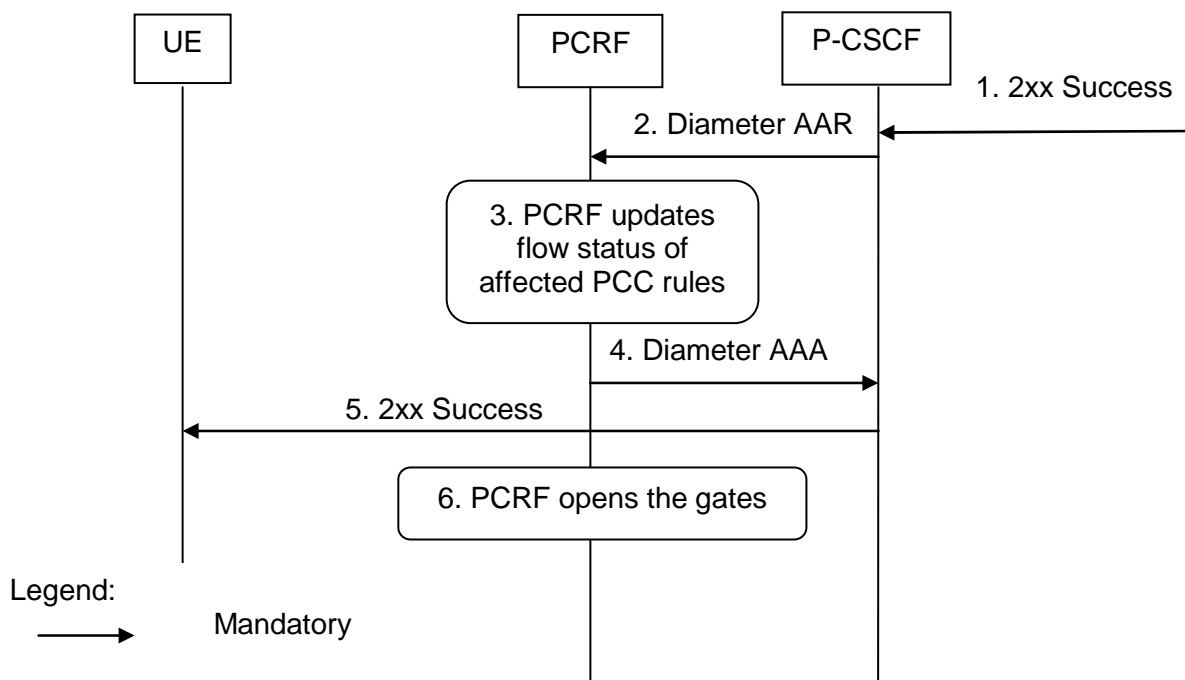 UE
PCRF
P-CSCF
1. 2xx Success
2. Diameter AAR
3. PCRF updates
flow status of
affected PCC rules
4. Diameter AAA
5. 2xx Success
6. PCRF opens the gates
Legend:
Mandatory